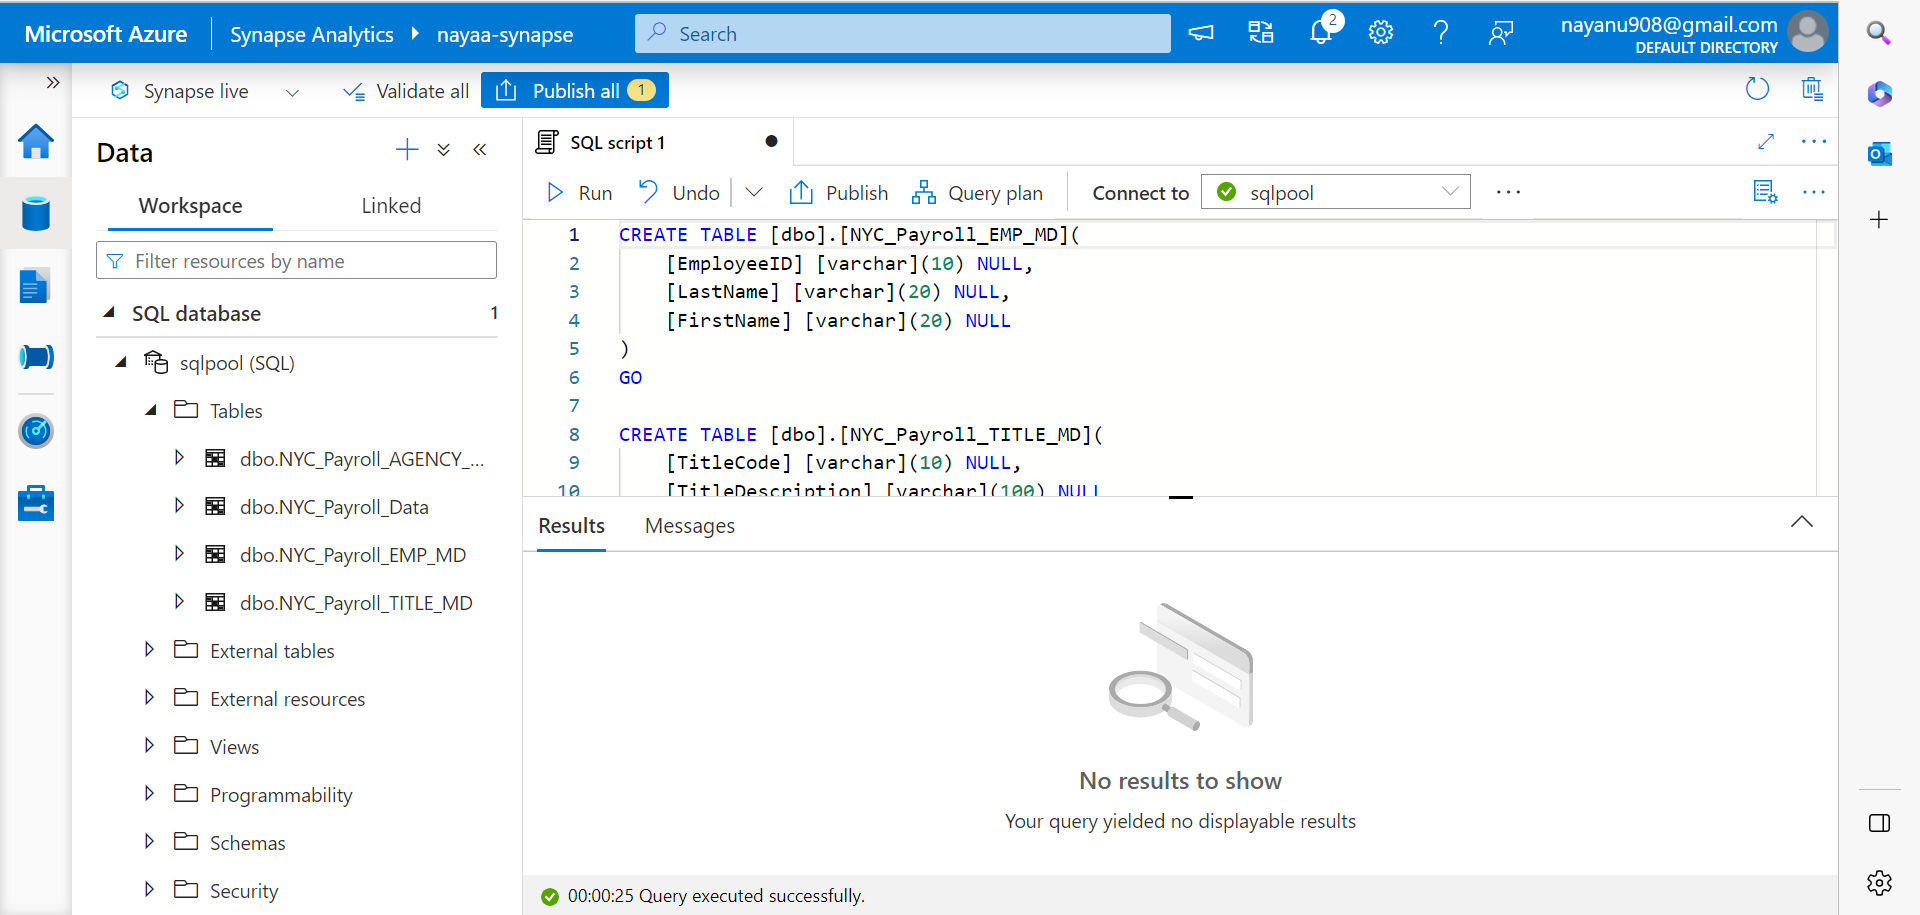 Microsoft Azure Synapse Analytics nayaa-synapse Search 2 nayanu908@gmail.com
DEFAULT DIRECTORY
Synapse live Validate all Publish all 1
Data
Workspace Linked
Filter resources by name
SQL database 1
sqlpool (SQL)
Tables
dbo.NYC_Payroll_AGENCY_...
dbo.NYC_Payroll_Data
dbo.NYC_Payroll_EMP_MD
dbo.NYC_Payroll_TITLE_MD
External tables
External resources
Views
Programmability
Schemas
Security
SQL script 1
Run Undo Publish Query plan Connect to sqlpool
1 CREATE TABLE [dbo].[NYC_Payroll_EMP_MD](
2 [EmployeeID] [varchar](10) NULL,
3 [LastName] [varchar](20) NULL,
4 [FirstName] [varchar](20) NULL
5 )
6 GO
7
8 CREATE TABLE [dbo].[NYC_Payroll_TITLE_MD](
9 [TitleCode] [varchar](10) NULL,
10 [TitleDescription] [varchar](100) NULL
Results Messages
No results to show
Your query yielded no displayable results
00:00:25 Query executed successfully.